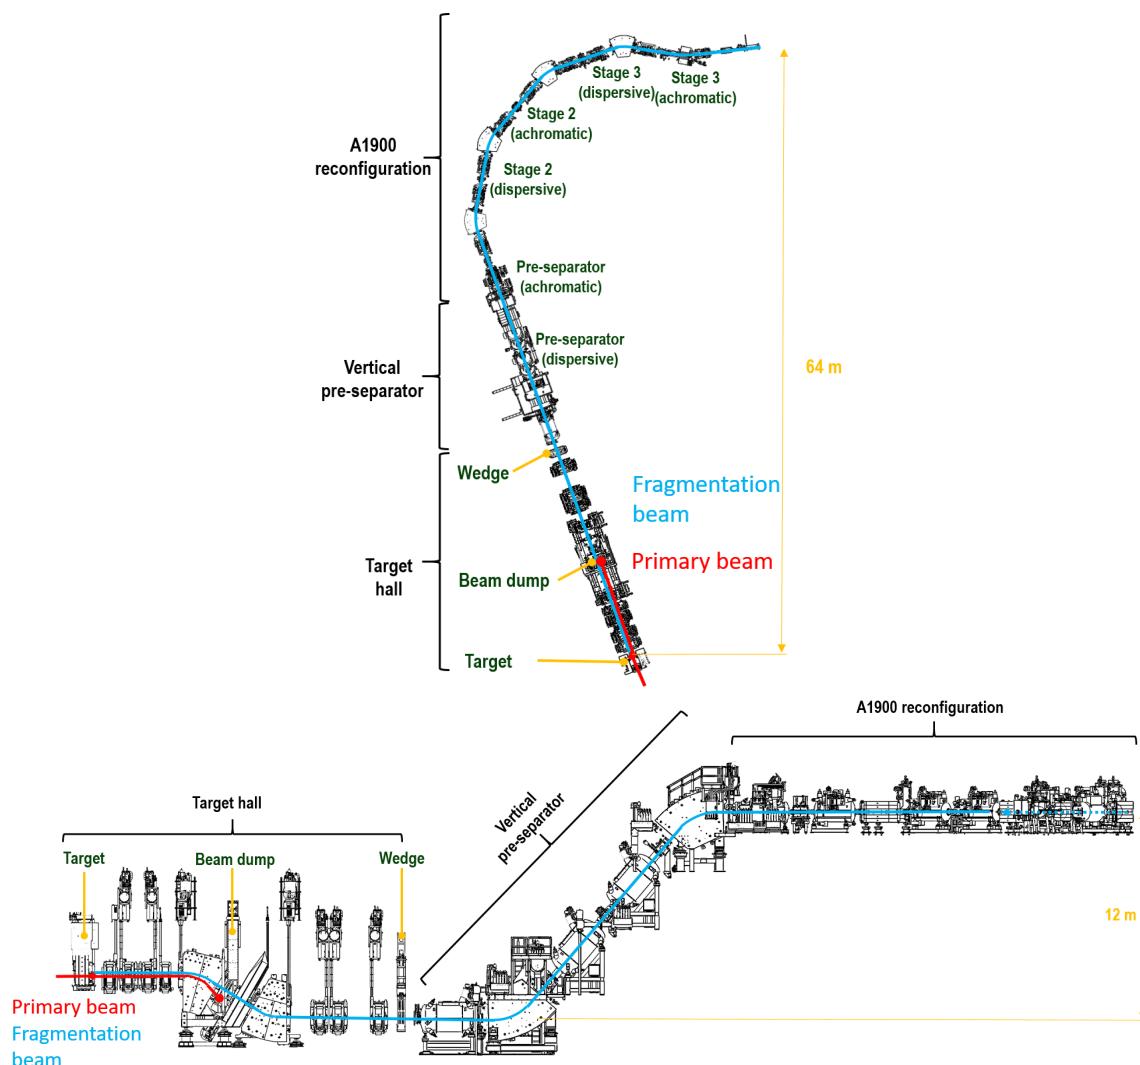 Stage 3
(dispersive)
Stage 3
(achromatic)
Stage 2
(achromatic)
A1900
reconfiguration
Stage 2
(dispersive)
Pre-separator
(achromatic)
Pre-separator
(dispersive)
Vertical
pre-separator
64 m
Wedge
Fragmentation
beam
Primary beam
Target
hall
Beam dump
Target
A1900 reconfiguration
Vertical
pre-separator
Target hall
Target
Beam dump
Wedge
12 m
Primary beam
Fragmentation
beam